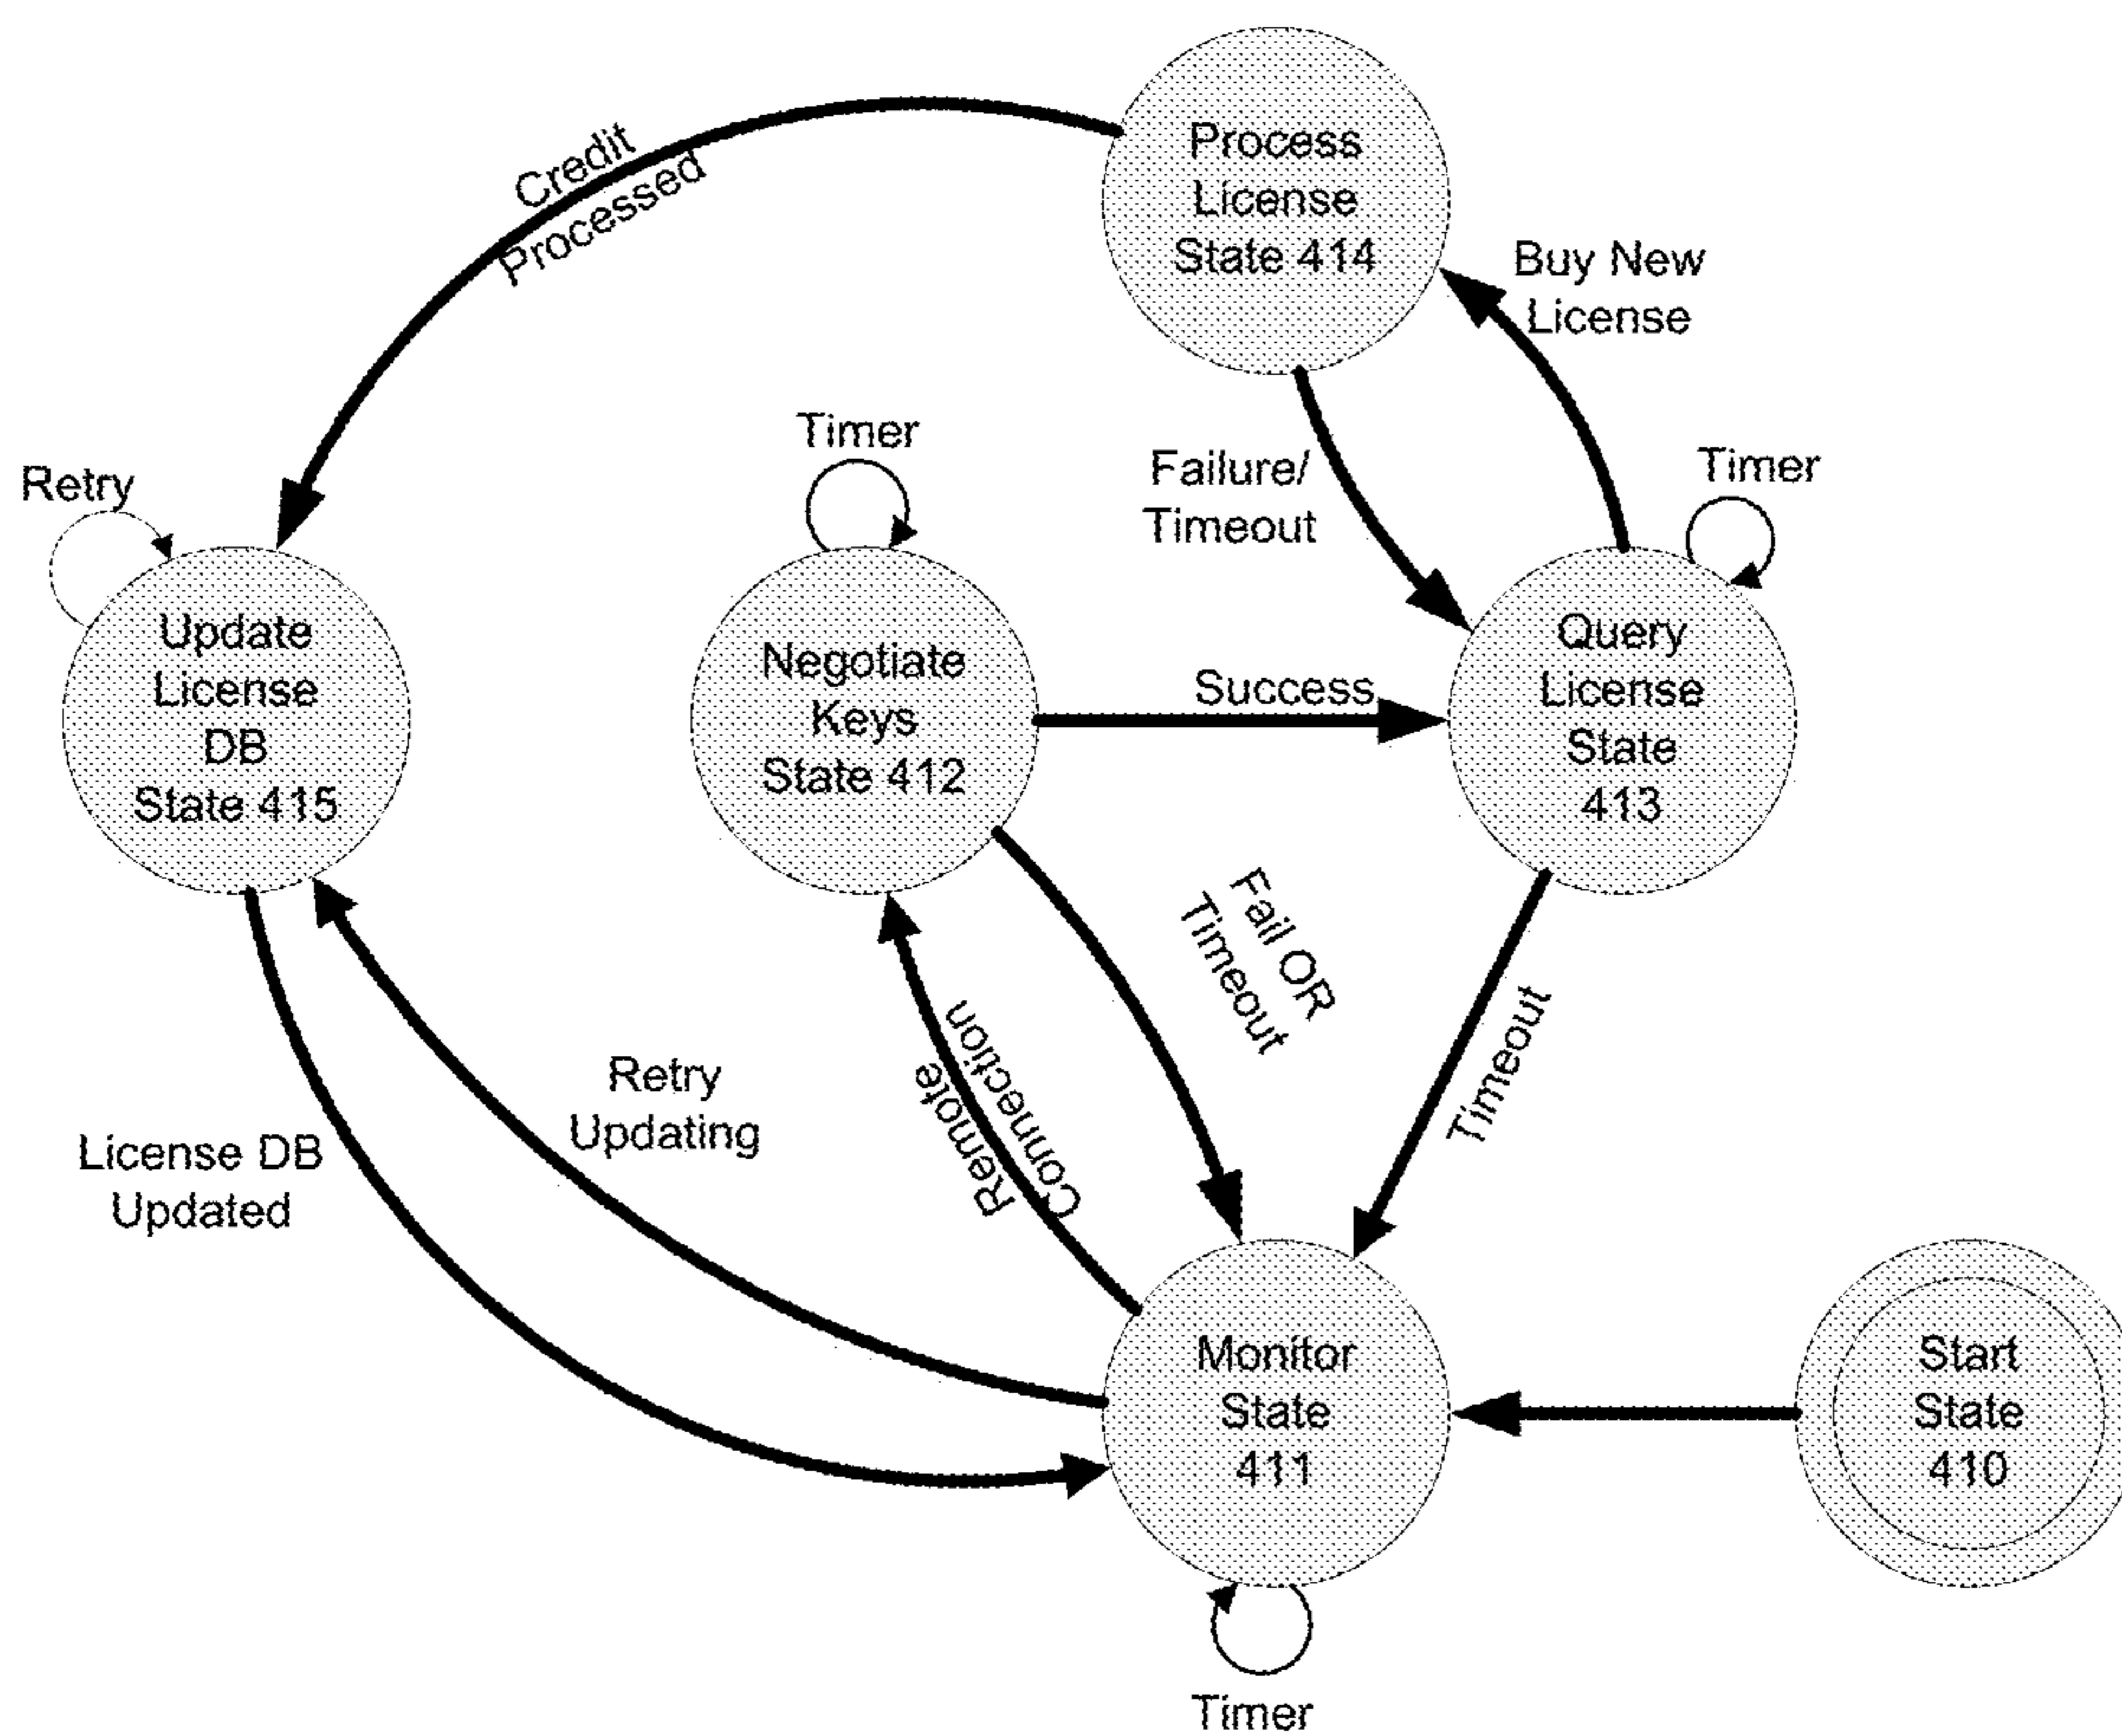 Process
License
State 414
Credit
Processed
Buy New
License
Timer
Failure/
Timeout
Timer
Retry
Update
License
DB
State 415
Negotiate
Keys
State 412
Success
Query
License
State
413
Fail OR
Timeout
Timeout
Remote
Connection
Retry
Updating
License DB
Updated
Monitor
State
411
Start
State
410
Timer